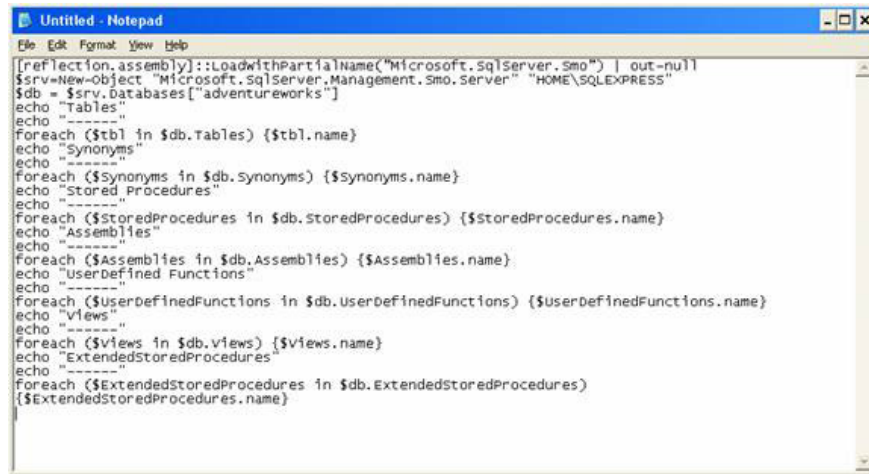 Untitled - Notepad
File Edit Format View Help
[reflection.assembly]::LoadWithPartialName("Microsoft.SqlServer.Smo") | out-null
$srv=New-Object "Microsoft.SqlServer.Management.Smo.Server" "HOME\SQLEXPRESS"
$db = $srv.Databases["adventureworks"]
echo "Tables"
echo "------"
foreach ($tbl in $db.Tables) {$tbl.name}
echo "Synonyms"
echo "------"
foreach ($Synonyms in $db.Synonyms) {$Synonyms.name}
echo "Stored Procedures"
echo "------"
foreach ($StoredProcedures in $db.StoredProcedures) {$StoredProcedures.name}
echo "Assemblies"
echo "------"
foreach ($Assemblies in $db.Assemblies) {$Assemblies.name}
echo "UserDefined Functions"
echo "------"
foreach ($UserDefinedFunctions in $db.UserDefinedFunctions) {$UserDefinedFunctions.name}
echo "Views"
echo "------"
foreach ($Views in $db.Views) {$Views.name}
echo "ExtendedStoredProcedures"
echo "------"
foreach ($ExtendedStoredProcedures in $db.ExtendedStoredProcedures)
{$ExtendedStoredProcedures.name}